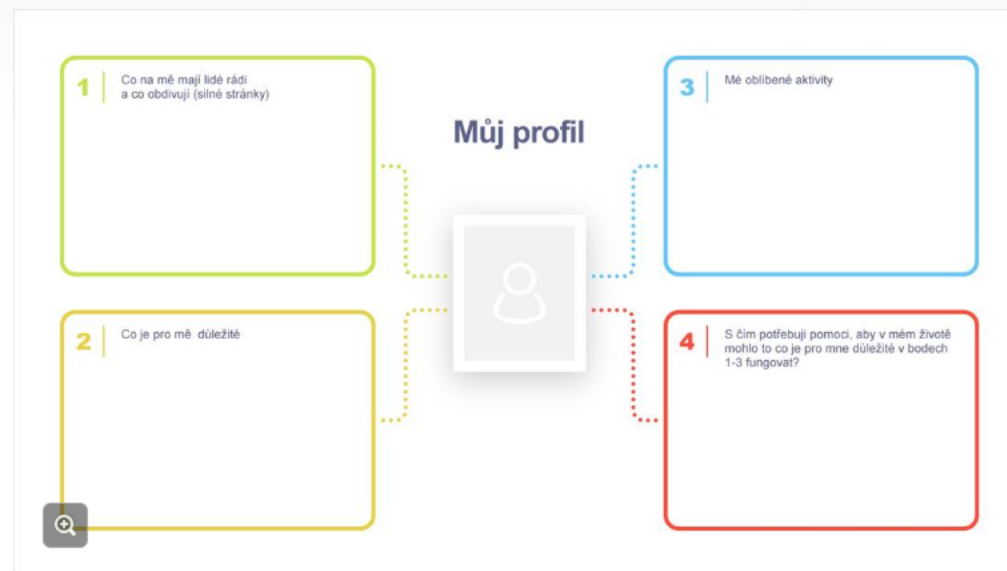 Můj profil
1
Co na mě mají lidé rádi
a co obdivují (silné stránky)
2
Co je pro mě důležité
3
Mé oblíbené aktivity
4
S čím potřebuji pomoci, aby v mém životě
mohlo to co je pro mne důležité v bodech
1-3 fungovat?